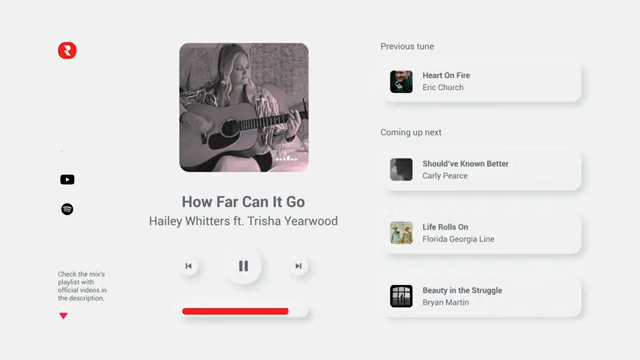 Previous tune
Heart On Fire
Eric Church
Coming up next
Should've Known Better
Carly Pearce
How Far Can It Go
Hailey Whitters ft. Trisha Yearwood
Life Rolls On
Florida Georgia Line
Check the mix's
playlist with
official videos in
the description.
Beauty in the Struggle
Bryan Martin